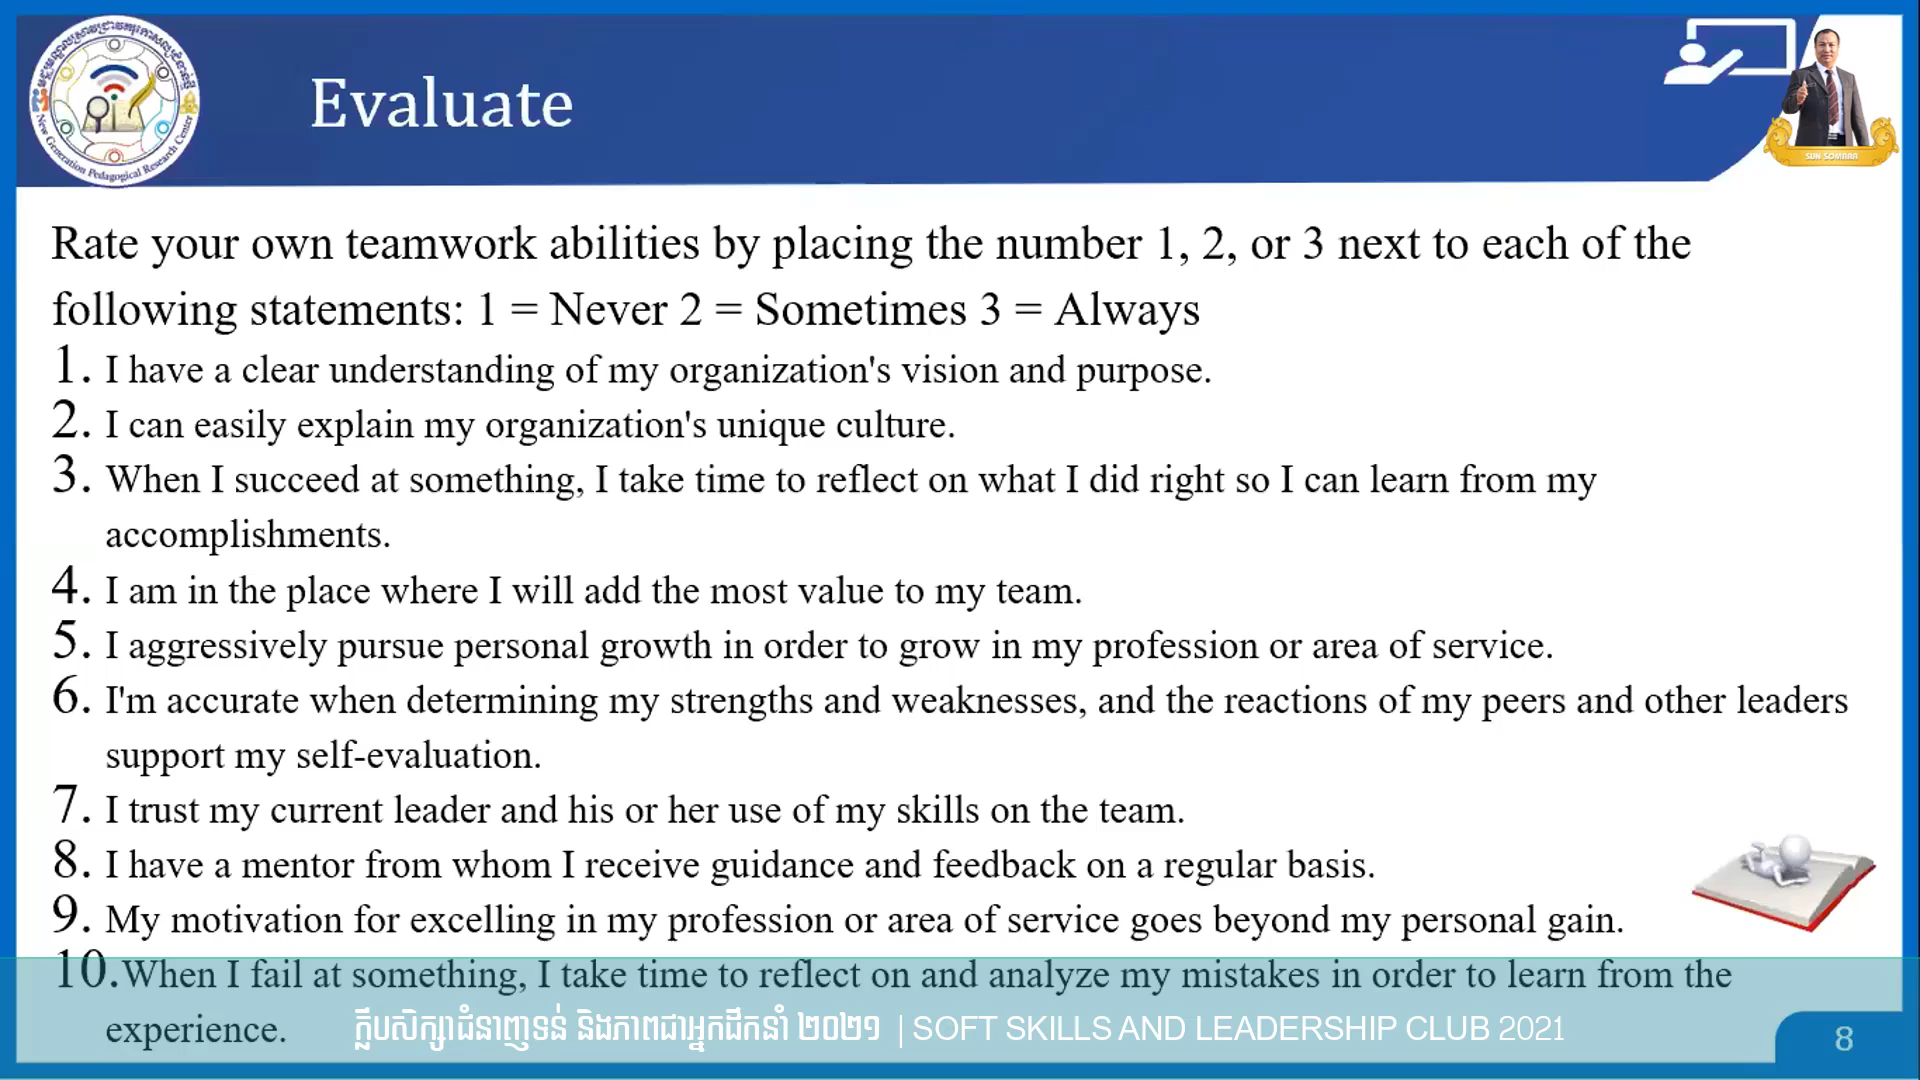 New Generation Pedagogical Research Center
Evaluate
SUN SOMARA
Rate your own teamwork abilities by placing the number 1, 2, or 3 next to each of the
following statements: 1 = Never 2 = Sometimes 3 = Always
1. I have a clear understanding of my organization's vision and purpose.
2. I can easily explain my organization's unique culture.
3. When I succeed at something, I take time to reflect on what I did right so I can learn from my
accomplishments.
4. I am in the place where I will add the most value to my team.
5. I aggressively pursue personal growth in order to grow in my profession or area of service.
6. I'm accurate when determining my strengths and weaknesses, and the reactions of my peers and other leaders
support my self-evaluation.
7. I trust my current leader and his or her use of my skills on the team.
8. I have a mentor from whom I receive guidance and feedback on a regular basis.
9. My motivation for excelling in my profession or area of service goes beyond my personal gain.
10. When I fail at something, I take time to reflect on and analyze my mistakes in order to learn from the
experience.
ក្លឹបសិក្សាជំនាញទន់ និងភាពជាអ្នកដឹកនាំ ២០២១ | SOFT SKILLS AND LEADERSHIP CLUB 2021
8